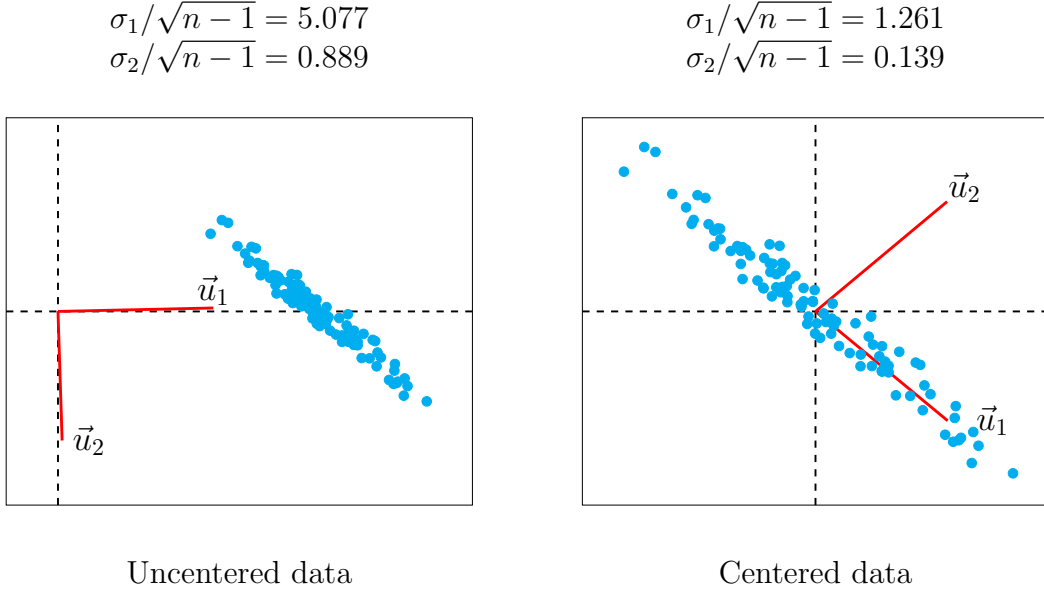 σ₁/√(n − 1) = 5.077
σ₂/√(n − 1) = 0.889
u⃗₁
u⃗₂
Uncentered data
σ₁/√(n − 1) = 1.261
σ₂/√(n − 1) = 0.139
u⃗₂
u⃗₁
Centered data